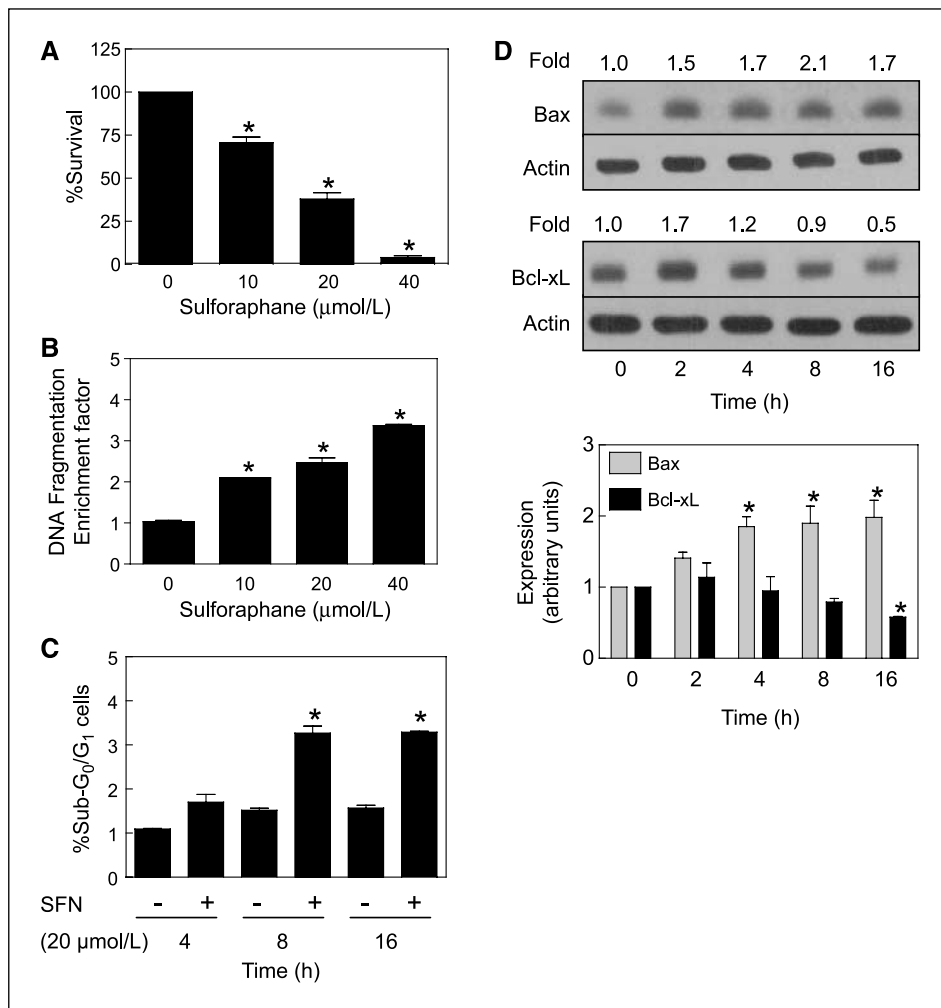 A
125
100
75
50
25
0
%Survival
*
*
*
0 10 20 40
Sulforaphane (μmol/L)
B
5
4
3
2
1
0
DNA Fragmentation
Enrichment factor
*
*
*
0 10 20 40
Sulforaphane (μmol/L)
C
5
4
3
2
1
0
%Sub-G0/G1 cells
*
*
SFN - + - + - +
(20 μmol/L) 4 8 16
Time (h)
D
Fold 1.0 1.5 1.7 2.1 1.7
Bax
Actin
Fold 1.0 1.7 1.2 0.9 0.5
Bcl-xL
Actin
0 2 4 8 16
Time (h)
3
2
1
0
Expression
(arbitrary units)
Bax
Bcl-xL
*
*
*
*
0 2 4 8 16
Time (h)